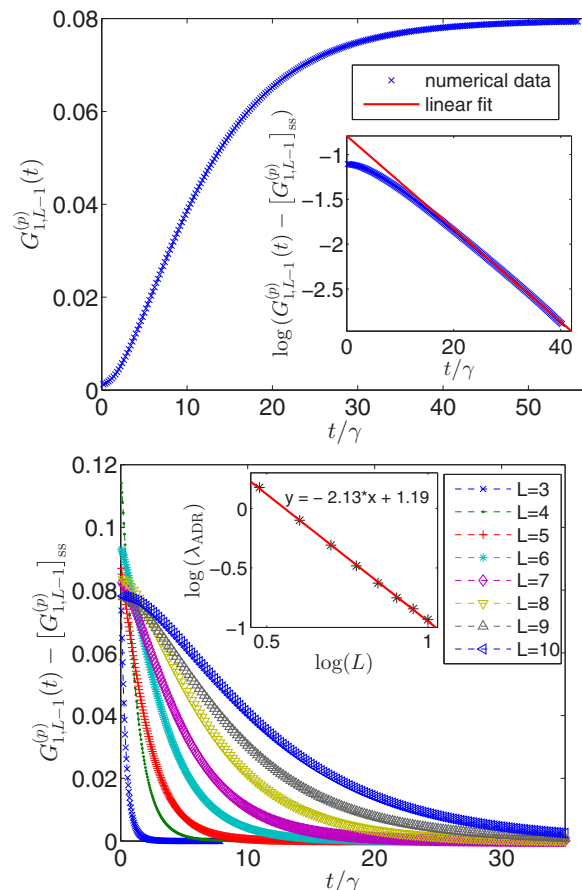 0.08
0.06
0.04
0.02
0
G^{(p)}_{1,L−1}(t)
× numerical data
linear fit
log (G^{(p)}_{1,L−1}(t) − [G^{(p)}_{1,L−1}]_{ss})
−1
−1.5
−2
−2.5
0 20 40
t/γ
0 10 20 30 40 50
t/γ
0.12
0.1
0.08
0.06
0.04
0.02
0
G^{(p)}_{1,L−1}(t) − [G^{(p)}_{1,L−1}]_{ss}
y = − 2.13*x + 1.19
log (λ_{ADR})
0
−0.5
−1
0.5 1
log(L)
L=3
L=4
L=5
L=6
L=7
L=8
L=9
L=10
0 10 20 30
t/γ